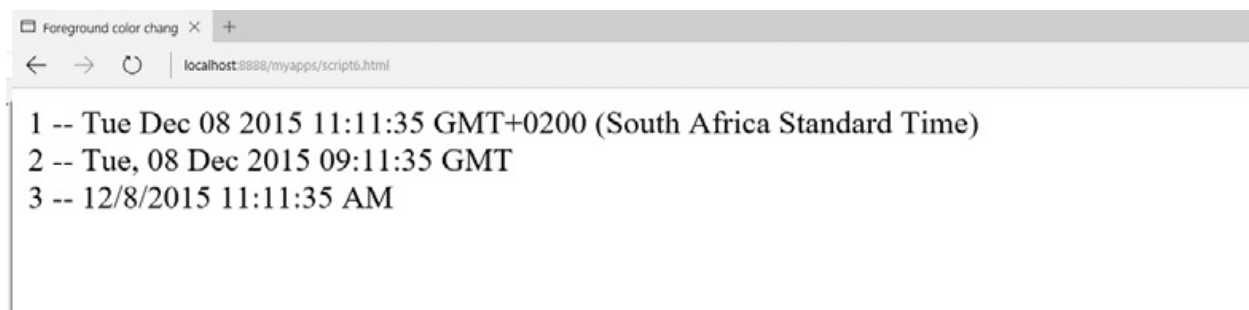 Foreground color chang
localhost:8888/myapps/script6.html
1 -- Tue Dec 08 2015 11:11:35 GMT+0200 (South Africa Standard Time)
2 -- Tue, 08 Dec 2015 09:11:35 GMT
3 -- 12/8/2015 11:11:35 AM